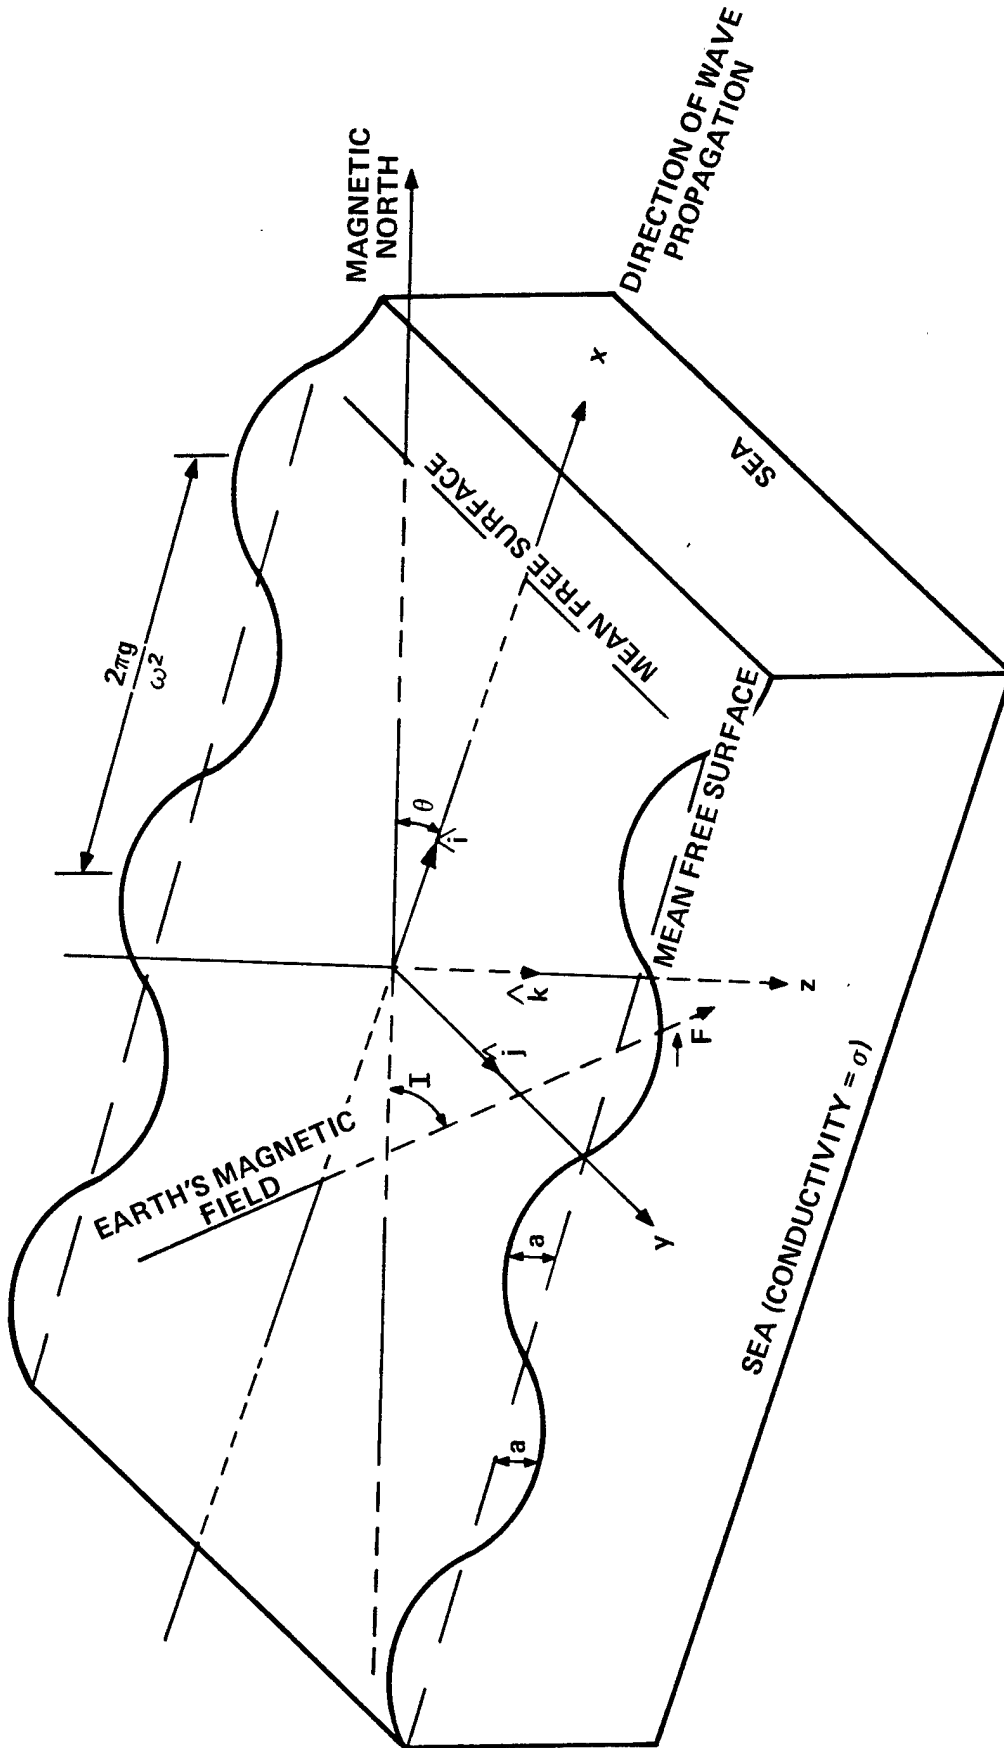 MAGNETIC
NORTH
DIRECTION OF WAVE
PROPAGATION
2πg
ω²
x
MEAN FREE SURFACE
SEA
θ
î
k̂
ĵ
I
EARTH'S MAGNETIC
FIELD
MEAN FREE SURFACE
z
F
y
a
a
SEA (CONDUCTIVITY = σ)